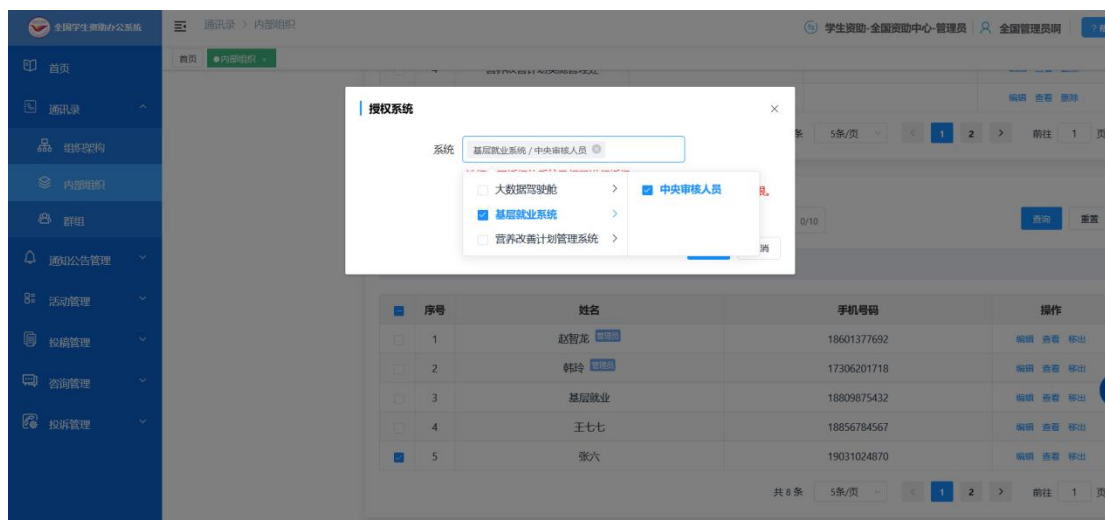 全国学生资助办公系统
通讯录 > 内部组织
学生资助-全国资助中心-管理员
全国管理员啊
首页
●内部组织 ×
首页
通讯录
组织架构
内部组织
群组
通知公告管理
活动管理
投稿管理
咨询管理
投诉管理
编辑 查看 删除
条 5条/页 < 1 2 > 前往 1 页
授权系统 ×
系统 基层就业系统 / 中央审核人员
大数据驾驶舱 >
中央审核人员
基层就业系统 >
营养改善计划管理系统 >
限。
0/10
查询 重置
消
序号 姓名 手机号码 操作
1 赵智龙 管理员 18601377692 编辑 查看 移出
2 韩玲 管理员 17306201718 编辑 查看 移出
3 基层就业 18809875432 编辑 查看 移出
4 王七七 18856784567 编辑 查看 移出
5 张六 19031024870 编辑 查看 移出
共 8 条 5条/页 < 1 2 > 前往 1 页